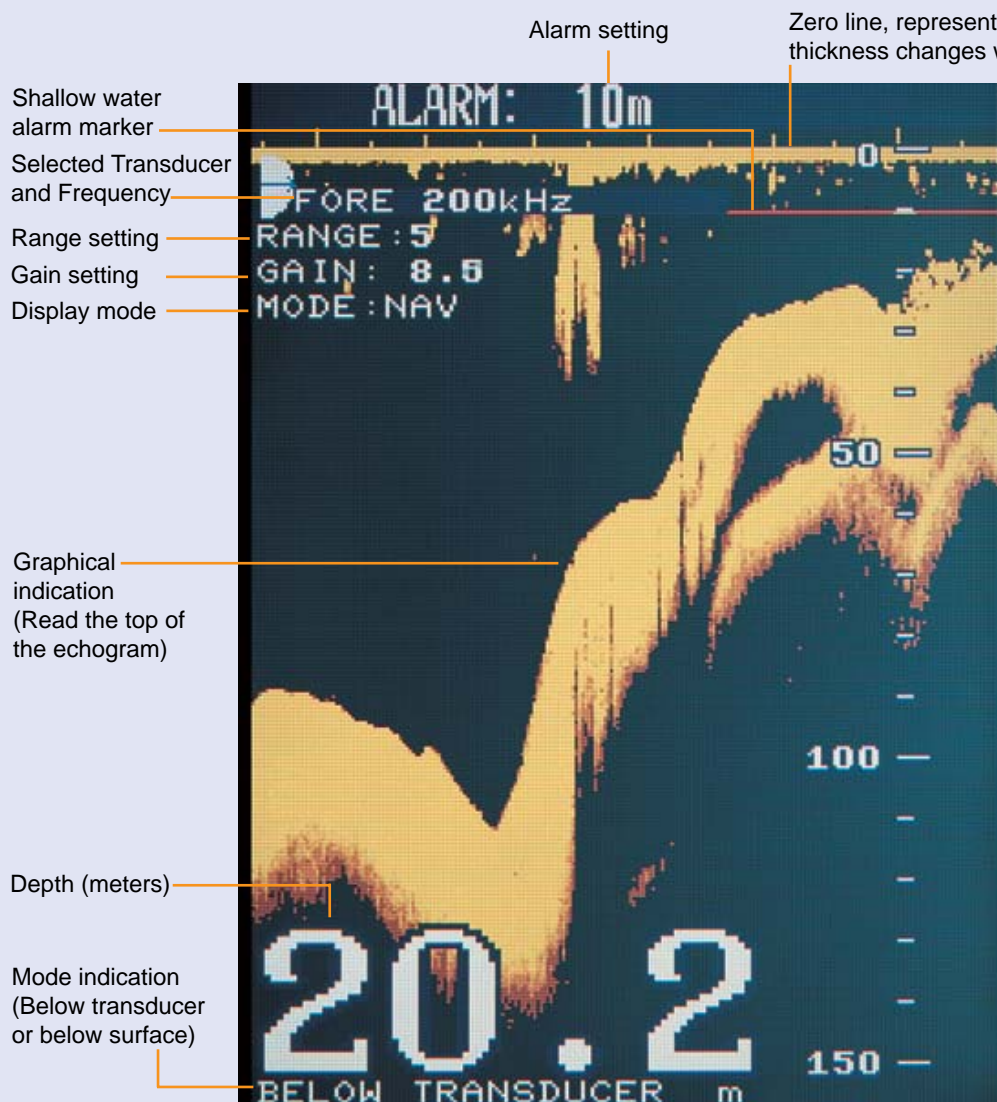 Alarm setting
Zero line, represent
thickness changes w
Shallow water
alarm marker
Selected Transducer
and Frequency
Range setting
Gain setting
Display mode
Graphical
indication
(Read the top of
the echogram)
Depth (meters)
Mode indication
(Below transducer
or below surface)
ALARM: 10m
0
FORE 200kHz
RANGE:5
GAIN: 8.5
MODE:NAV
50
100
20.2
150
BELOW TRANSDUCER m